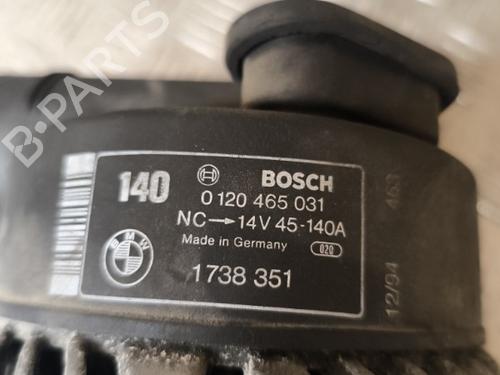 B-PARTS
140
BOSCH
0 120 465 031
NC→14V 45-140A
Made in Germany
020
BMW
1738 351
12/94 463